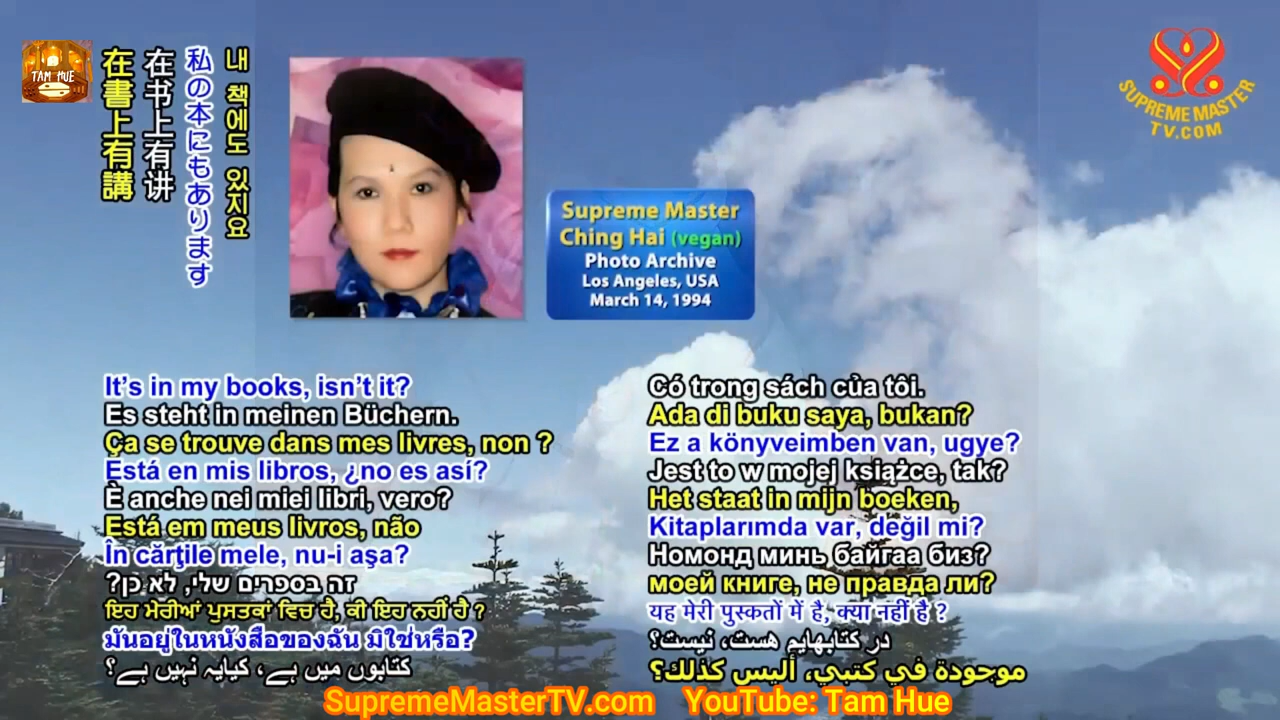 TAM HUE
在書上有講
在书上有讲
私の本にもあります
내 책에도 있지요
SUPREME MASTER
TV.COM
Supreme Master
Ching Hai (vegan)
Photo Archive
Los Angeles, USA
March 14, 1994
It’s in my books, isn’t it?
Es steht in meinen Büchern.
Ça se trouve dans mes livres, non ?
Está en mis libros, ¿no es así?
È anche nei miei libri, vero?
Está em meus livros, não
În cărţile mele, nu-i aşa?
זה בספרים שלי, לא כן?
ਇਹ ਮੇਰੀਆਂ ਪੁਸਤਕਾਂ ਵਿਚ ਹੈ, ਕੀ ਇਹ ਨਹੀਂ ਹੈ ?
มันอยู่ในหนังสือของฉัน มิใช่หรือ?
کتابوں میں ہے، کیایہ نہیں ہے؟
Có trong sách của tôi.
Ada di buku saya, bukan?
Ez a könyveimben van, ugye?
Jest to w mojej książce, tak?
Het staat in mijn boeken,
Kitaplarımda var, değil mi?
Номонд минь байгаа биз?
моей книге, не правда ли?
यह मेरी पुस्कतों में है, क्या नहीं है ?
در کتابهایم هست، نیست؟
موجودة في كتبي، أليس كذلك؟
SupremeMasterTV.com YouTube: Tam Hue